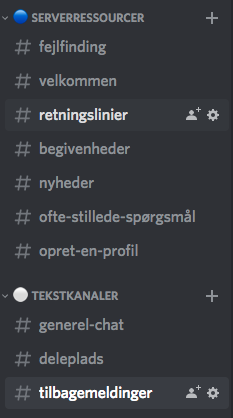 SERVERRESSOURCER
# fejlfinding
# velkommen
# retningslinier
# begivenheder
# nyheder
# ofte-stillede-spørgsmål
# opret-en-profil
TEKSTKANALER
# generel-chat
# deleplads
# tilbagemeldinger